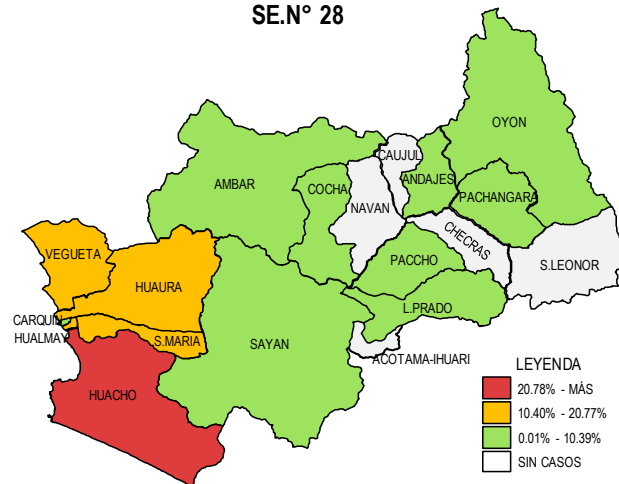 SE.N° 28
OYON
CAUJUL
ANDAJES
AMBAR
COCHA
PACHANGARA
NAVAN
CHECRAS
VEGUETA
PACCHO
S.LEONOR
HUAURA
L.PRADO
CARQUIN
HUALMAY
S.MARIA
SAYAN
ACOTAMA-IHUARI
HUACHO
LEYENDA
20.78% - MÁS
10.40% - 20.77%
0.01% - 10.39%
SIN CASOS